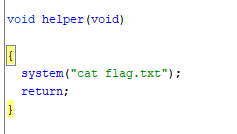 void helper(void)
{
system("cat flag.txt");
return;
}